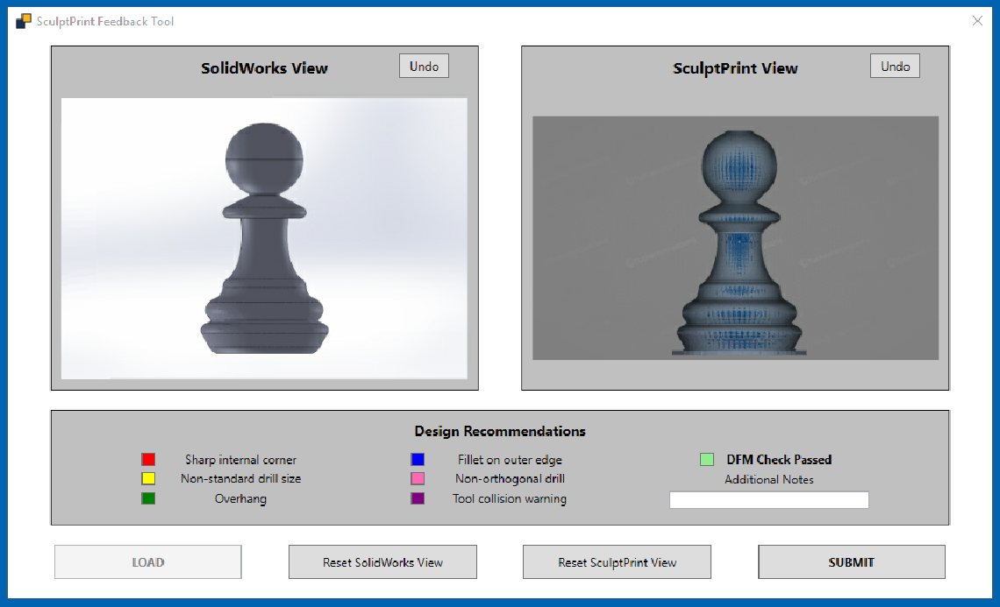 SculptPrint Feedback Tool
SolidWorks View
Undo
SculptPrint View
Undo
Design Recommendations
Sharp internal corner
Non-standard drill size
Overhang
Fillet on outer edge
Non-orthogonal drill
Tool collision warning
DFM Check Passed
Additional Notes
LOAD
Reset SolidWorks View
Reset SculptPrint View
SUBMIT